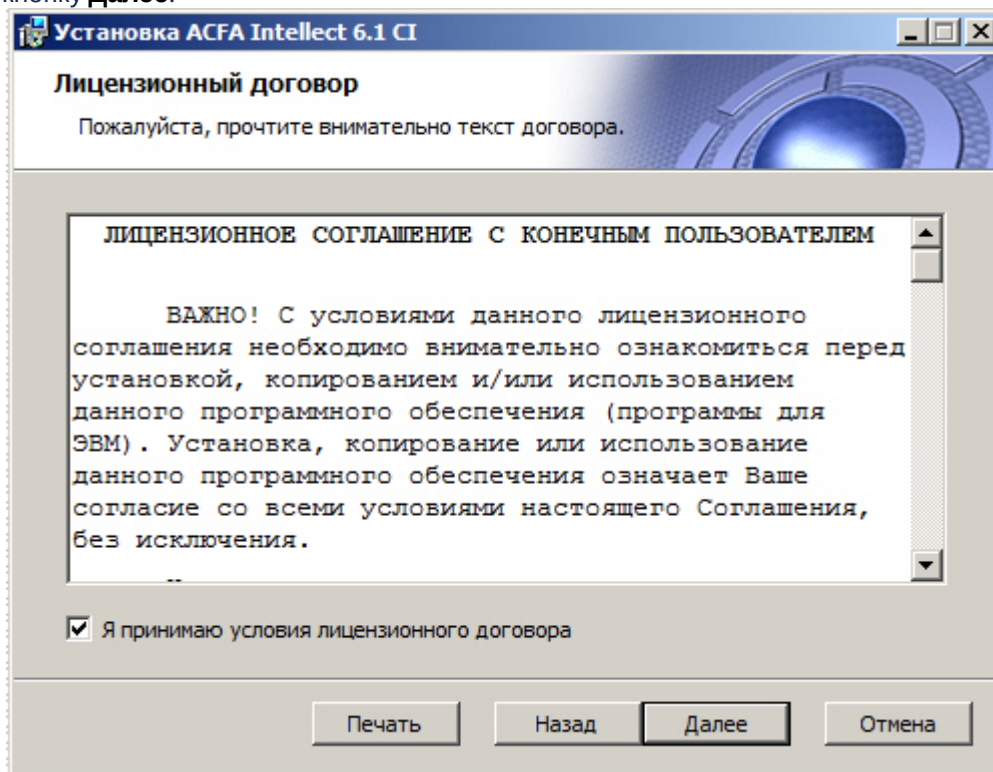 кнопку Далее.
Установка ACFA Intellect 6.1 CI
Лицензионный договор
Пожалуйста, прочтите внимательно текст договора.
ЛИЦЕНЗИОННОЕ СОГЛАШЕНИЕ С КОНЕЧНЫМ ПОЛЬЗОВАТЕЛЕМ
ВАЖНО! С условиями данного лицензионного
соглашения необходимо внимательно ознакомиться перед
установкой, копированием и/или использованием
данного программного обеспечения (программы для
ЭВМ). Установка, копирование или использование
данного программного обеспечения означает Ваше
согласие со всеми условиями настоящего Соглашения,
без исключения.
Я принимаю условия лицензионного договора
Печать
Назад
Далее
Отмена